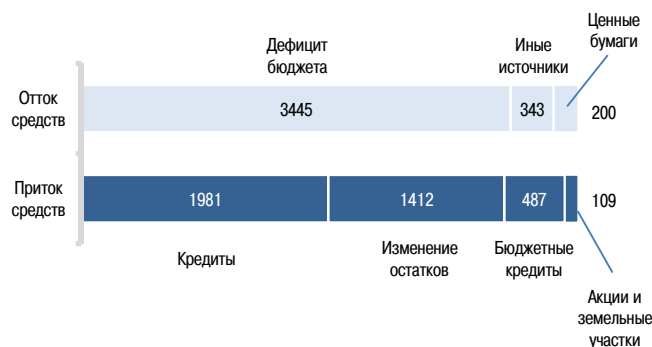 Дефицит
бюджета
Иные
источники
Ценные
бумаги
Отток
средств
3445
343
200
Приток
средств
1981
1412
487
109
Кредиты
Изменение
остатков
Бюджетные
кредиты
Акции и
земельные
участки